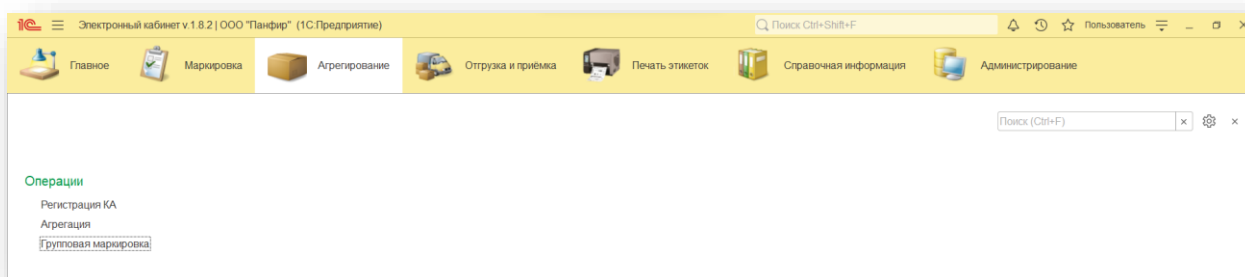 1С Электронный кабинет v.1.8.2 | ООО "Панфир" (1С:Предприятие) Поиск Ctrl+Shift+F Пользователь
Главное Маркировка Агрегирование Отгрузка и приёмка Печать этикеток Справочная информация Администрирование
Поиск (Ctrl+F)
Операции
Регистрация КА
Агрегация
Групповая маркировка